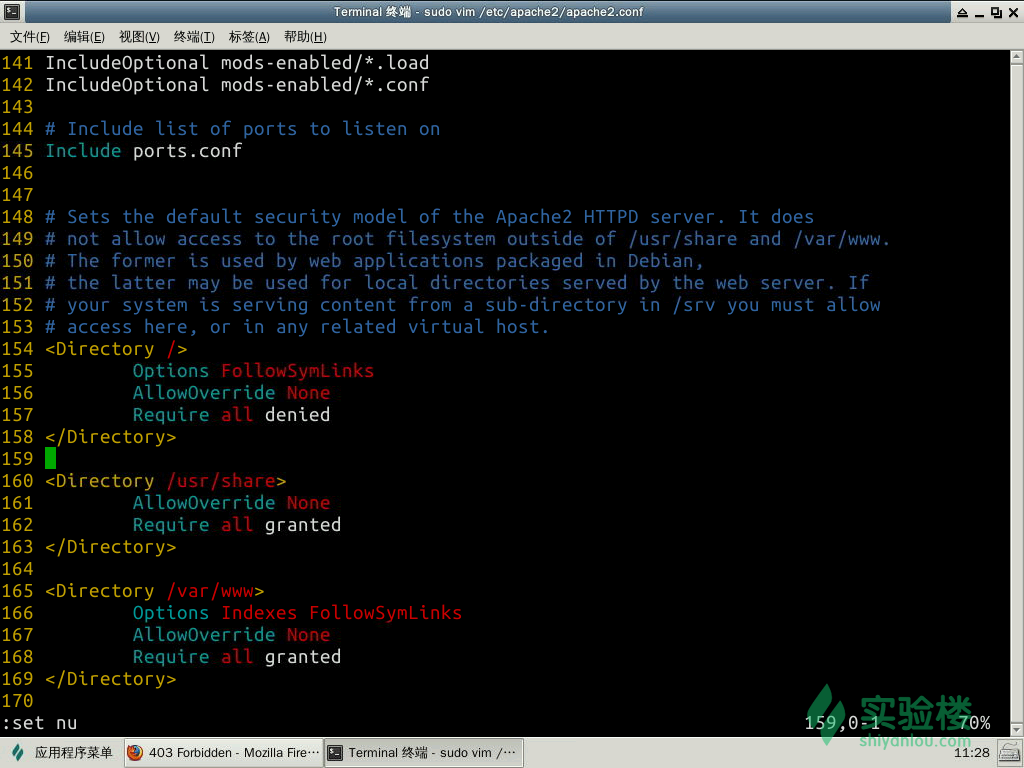 Terminal 终端 - sudo vim /etc/apache2/apache2.conf
文件(F) 编辑(E) 视图(V) 终端(T) 标签(A) 帮助(H)
141 IncludeOptional mods-enabled/*.load
142 IncludeOptional mods-enabled/*.conf
143
144 # Include list of ports to listen on
145 Include ports.conf
146
147
148 # Sets the default security model of the Apache2 HTTPD server. It does
149 # not allow access to the root filesystem outside of /usr/share and /var/www.
150 # The former is used by web applications packaged in Debian,
151 # the latter may be used for local directories served by the web server. If
152 # your system is serving content from a sub-directory in /srv you must allow
153 # access here, or in any related virtual host.
154 <Directory />
155 Options FollowSymLinks
156 AllowOverride None
157 Require all denied
158 </Directory>
159
160 <Directory /usr/share>
161 AllowOverride None
162 Require all granted
163 </Directory>
164
165 <Directory /var/www>
166 Options Indexes FollowSymLinks
167 AllowOverride None
168 Require all granted
169 </Directory>
170
:set nu 159,0-1 70%
实验楼
shiyanlou.com
应用程序菜单 403 Forbidden - Mozilla Fire··· Terminal 终端 - sudo vim /··· 11:28